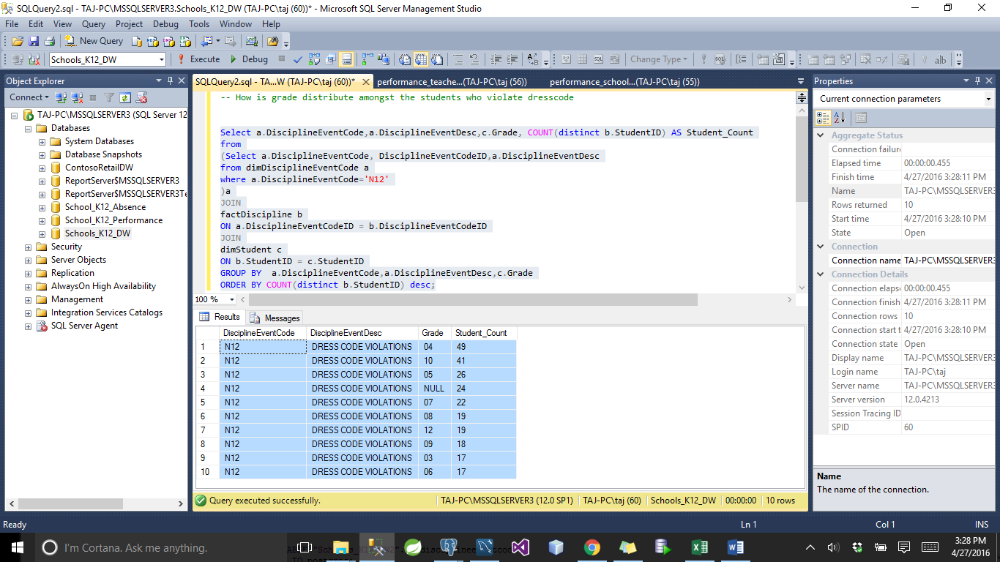 SQLQuery2.sql - TAJ-PC\MSSQLSERVER3.Schools_K12_DW (TAJ-PC\taj (60))* - Microsoft SQL Server Management Studio
File Edit View Query Project Debug Tools Window Help
New Query
Schools_K12_DW Execute Debug Change Type
Object Explorer
Connect
TAJ-PC\MSSQLSERVER3 (SQL Server 12
Databases
System Databases
Database Snapshots
ContosoRetailDW
ReportServer$MSSQLSERVER3
ReportServer$MSSQLSERVER3Te
School_K12_Absence
School_K12_Performance
Schools_K12_DW
Security
Server Objects
Replication
AlwaysOn High Availability
Management
Integration Services Catalogs
SQL Server Agent
SQLQuery2.sql - TA...W (TAJ-PC\taj (60))* performance_teache...(TAJ-PC\taj (56)) performance_school...(TAJ-PC\taj (55))
-- How is grade distribute amongst the students who violate dresscode
Select a.DisciplineEventCode,a.DisciplineEventDesc,c.Grade, COUNT(distinct b.StudentID) AS Student_Count
from
(Select a.DisciplineEventCode, DisciplineEventCodeID,a.DisciplineEventDesc
from dimDisciplineEventCode a
where a.DisciplineEventCode='N12'
)a
JOIN
factDiscipline b
ON a.DisciplineEventCodeID = b.DisciplineEventCodeID
JOIN
dimStudent c
ON b.StudentID = c.StudentID
GROUP BY  a.DisciplineEventCode,a.DisciplineEventDesc,c.Grade
ORDER BY COUNT(distinct b.StudentID) desc;
100 %
Results Messages
DisciplineEventCode DisciplineEventDesc Grade Student_Count
1 N12 DRESS CODE VIOLATIONS 04 49
2 N12 DRESS CODE VIOLATIONS 10 41
3 N12 DRESS CODE VIOLATIONS 05 26
4 N12 DRESS CODE VIOLATIONS NULL 24
5 N12 DRESS CODE VIOLATIONS 07 22
6 N12 DRESS CODE VIOLATIONS 08 19
7 N12 DRESS CODE VIOLATIONS 12 19
8 N12 DRESS CODE VIOLATIONS 09 18
9 N12 DRESS CODE VIOLATIONS 03 17
10 N12 DRESS CODE VIOLATIONS 06 17
Query executed successfully. TAJ-PC\MSSQLSERVER3 (12.0 SP1) TAJ-PC\taj (60) Schools_K12_DW 00:00:00 10 rows
Properties
Current connection parameters
Aggregate Status
Connection failure
Elapsed time 00:00:00.455
Finish time 4/27/2016 3:28:11 PM
Name TAJ-PC\MSSQLSERVER3
Rows returned 10
Start time 4/27/2016 3:28:10 PM
State Open
Connection
Connection name TAJ-PC\MSSQLSERVER3
Connection Details
Connection elaps 00:00:00.455
Connection finish 4/27/2016 3:28:11 PM
Connection rows 10
Connection start t 4/27/2016 3:28:10 PM
Connection state Open
Display name TAJ-PC\MSSQLSERVER3
Login name TAJ-PC\taj
Server name TAJ-PC\MSSQLSERVER3
Server version 12.0.4213
Session Tracing ID
SPID 60
Name
The name of the connection.
Ready Ln 1 Col 1 INS
I'm Cortana. Ask me anything.
3:28 PM
4/27/2016